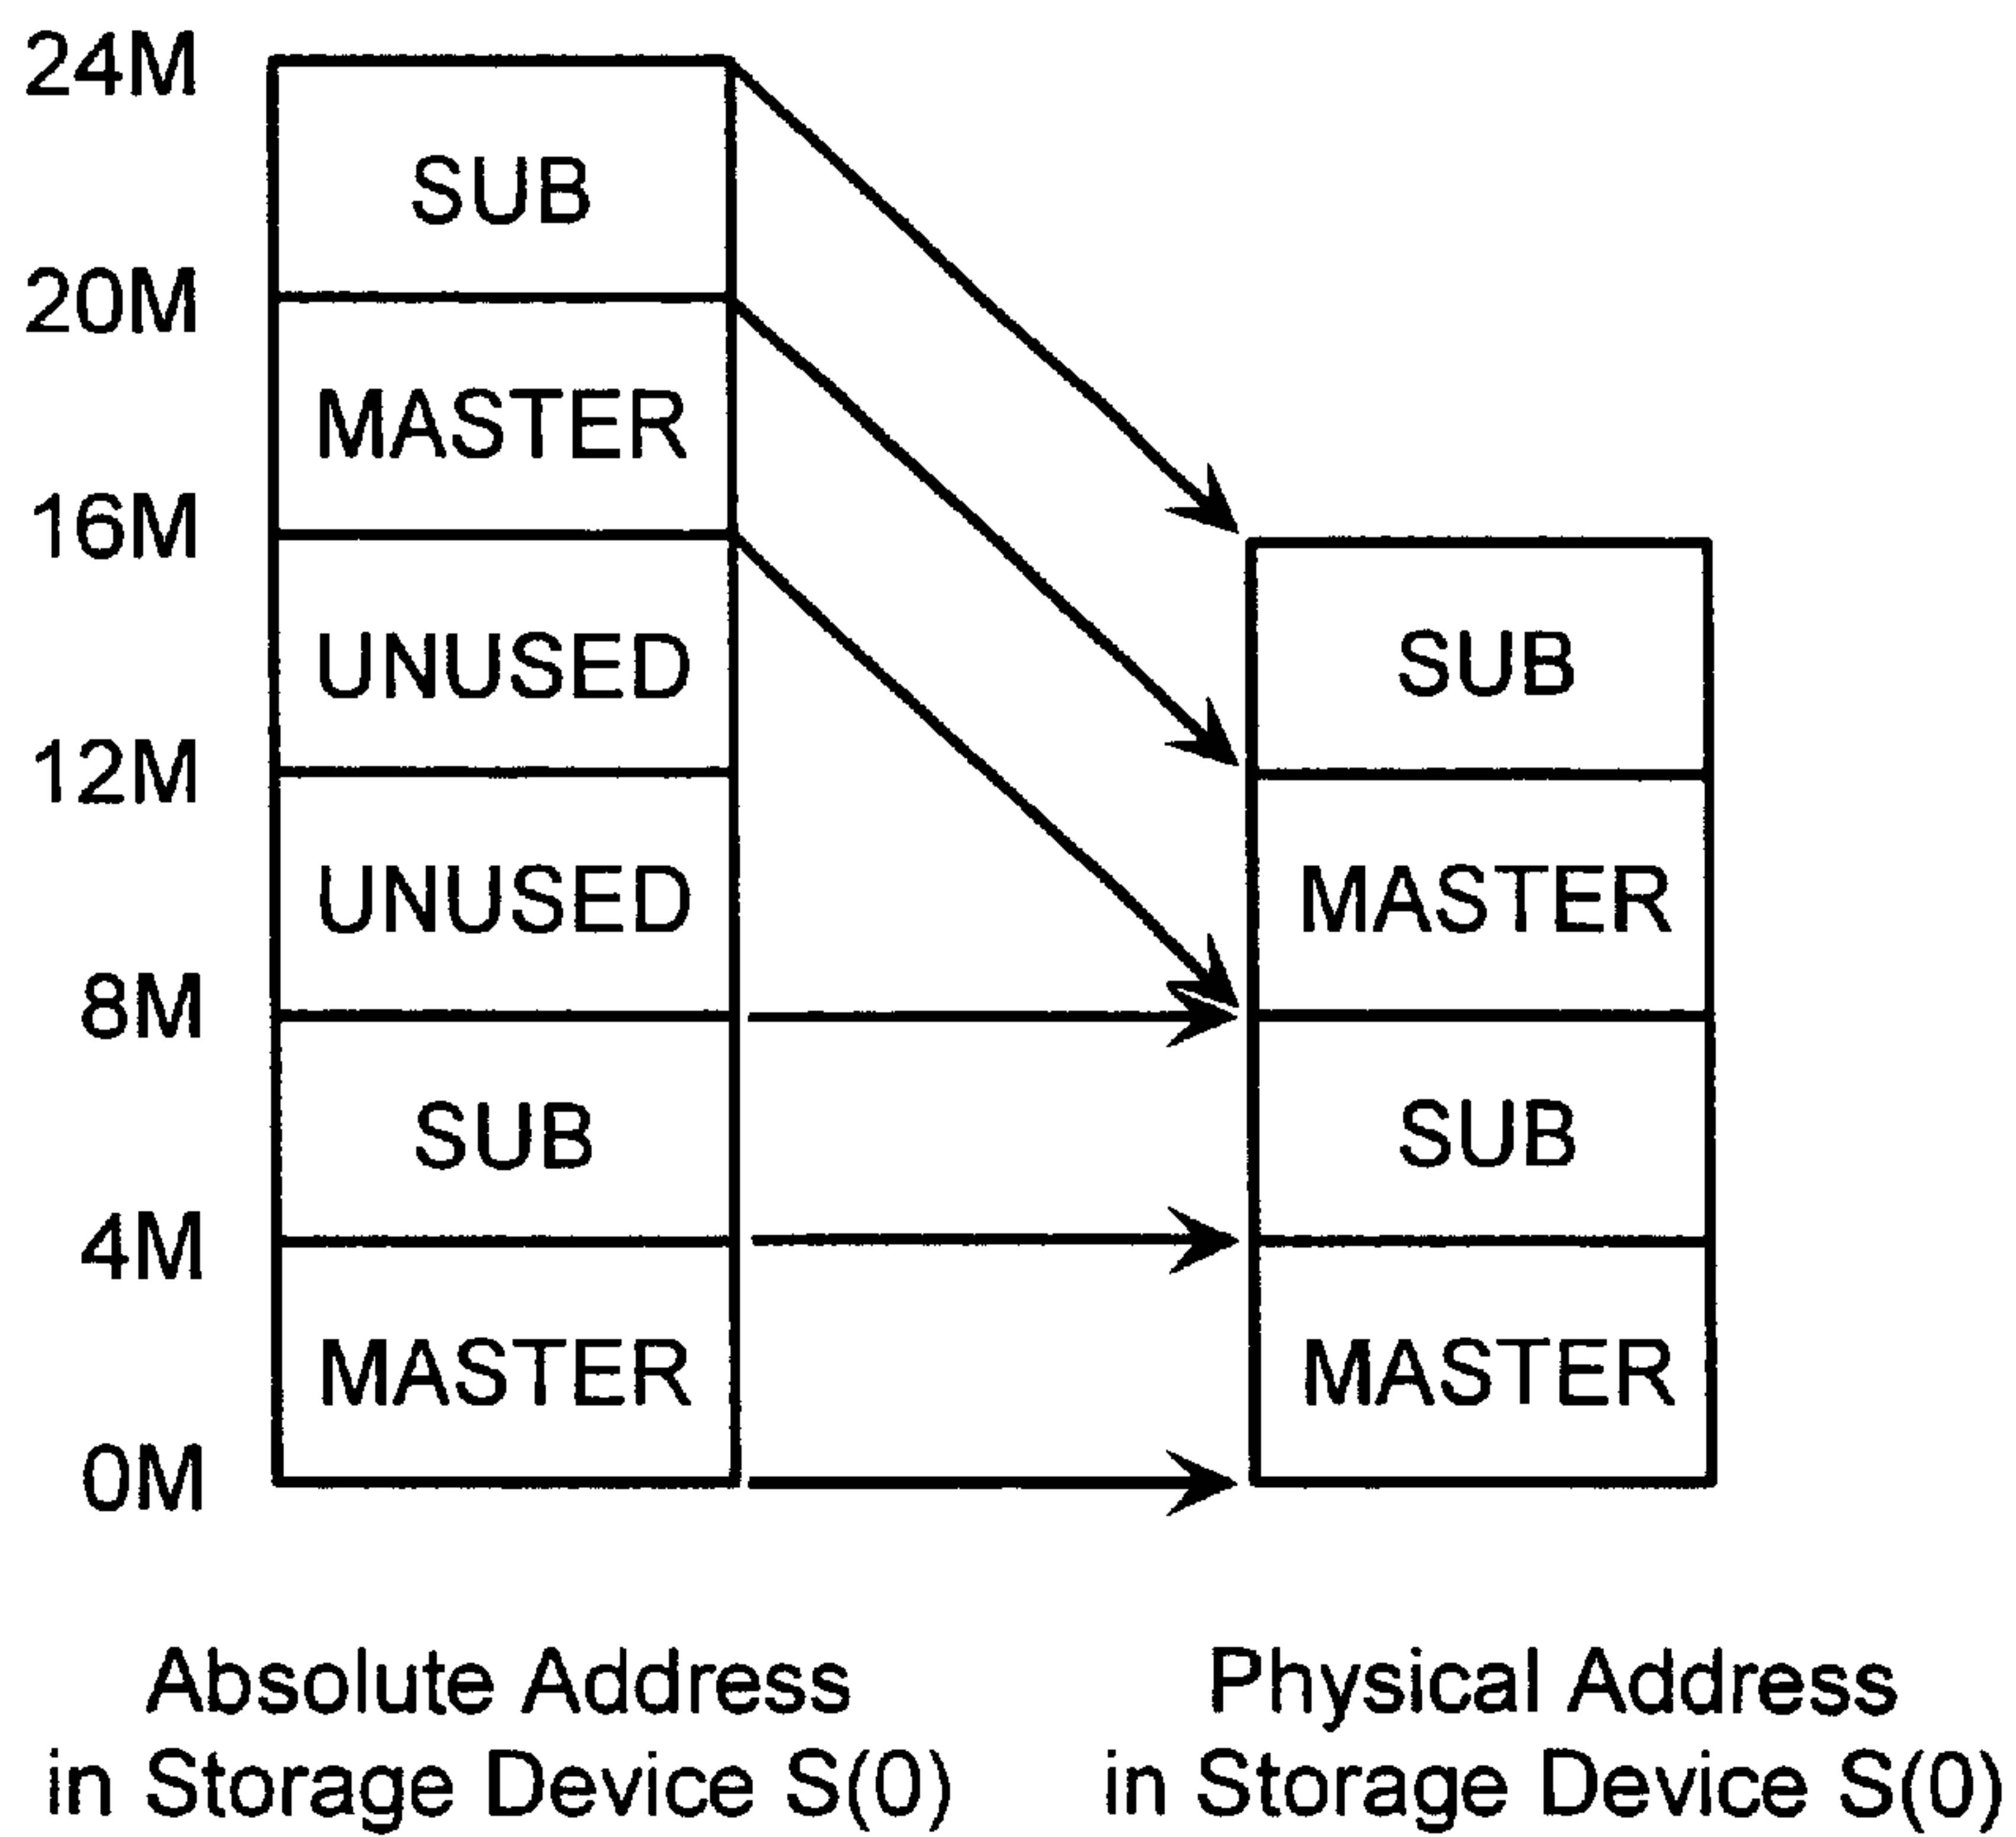 24M
SUB
20M
MASTER
16M
UNUSED
SUB
12M
UNUSED
MASTER
8M
SUB
SUB
4M
MASTER
MASTER
0M
Absolute Address
in Storage Device S(0)
Physical Address
in Storage Device S(0)